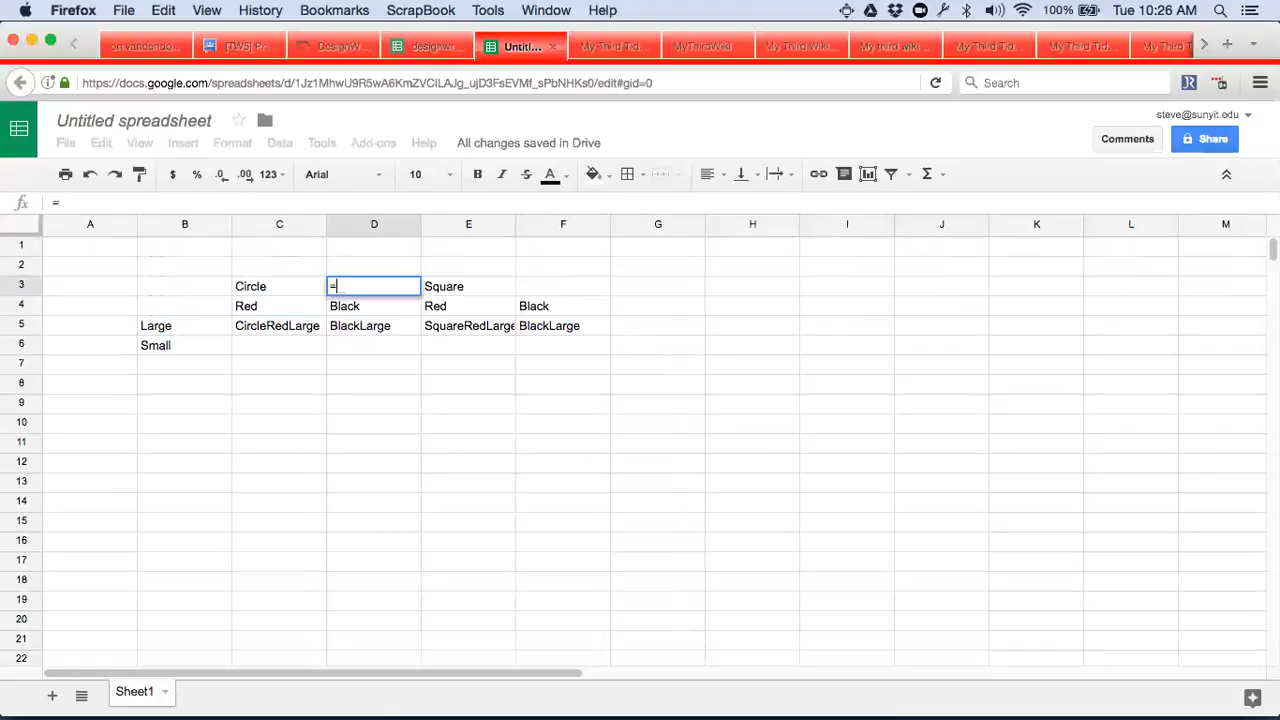 Firefox File Edit View History Bookmarks ScrapBook Tools Window Help 100% Tue 10:26 AM
on vandendo... [TW5] Pr... DesignW... designwr... Untitl... My Third Tid... MyThirdWiki My Third Wiki... My third wiki... My Third Tid... My Third Tid... My Third T
https://docs.google.com/spreadsheets/d/1Jz1MhwU9R5wA6KmZVCILAJg_ujD3FsEVMf_sPbNHKs0/edit#gid=0 Search
steve@sunyit.edu
Untitled spreadsheet
Comments Share
File Edit View Insert Format Data Tools Add-ons Help All changes saved in Drive
$ % .0 .00 123 Arial 10 B I S A Σ
fx =
A B C D E F G H I J K L M
1
2
3 Circle = Square
4 Red Black Red Black
5 Large CircleRedLarge BlackLarge SquareRedLarge BlackLarge
6 Small
7
8
9
10
11
12
13
14
15
16
17
18
19
20
21
22
+ Sheet1